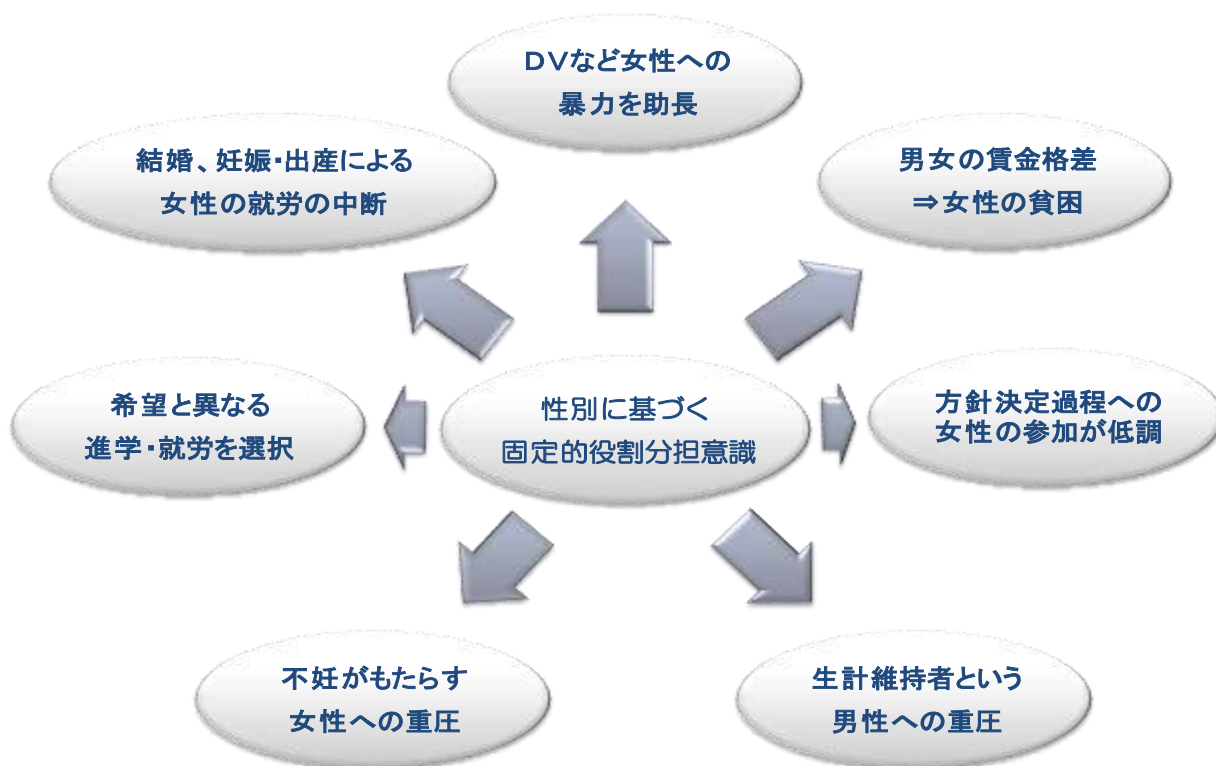 DVなど女性への
暴力を助長
結婚、妊娠・出産による
女性の就労の中断
男女の賃金格差
⇒女性の貧困
希望と異なる
進学・就労を選択
性別に基づく
固定的役割分担意識
方針決定過程への
女性の参加が低調
不妊がもたらす
女性への重圧
生計維持者という
男性への重圧